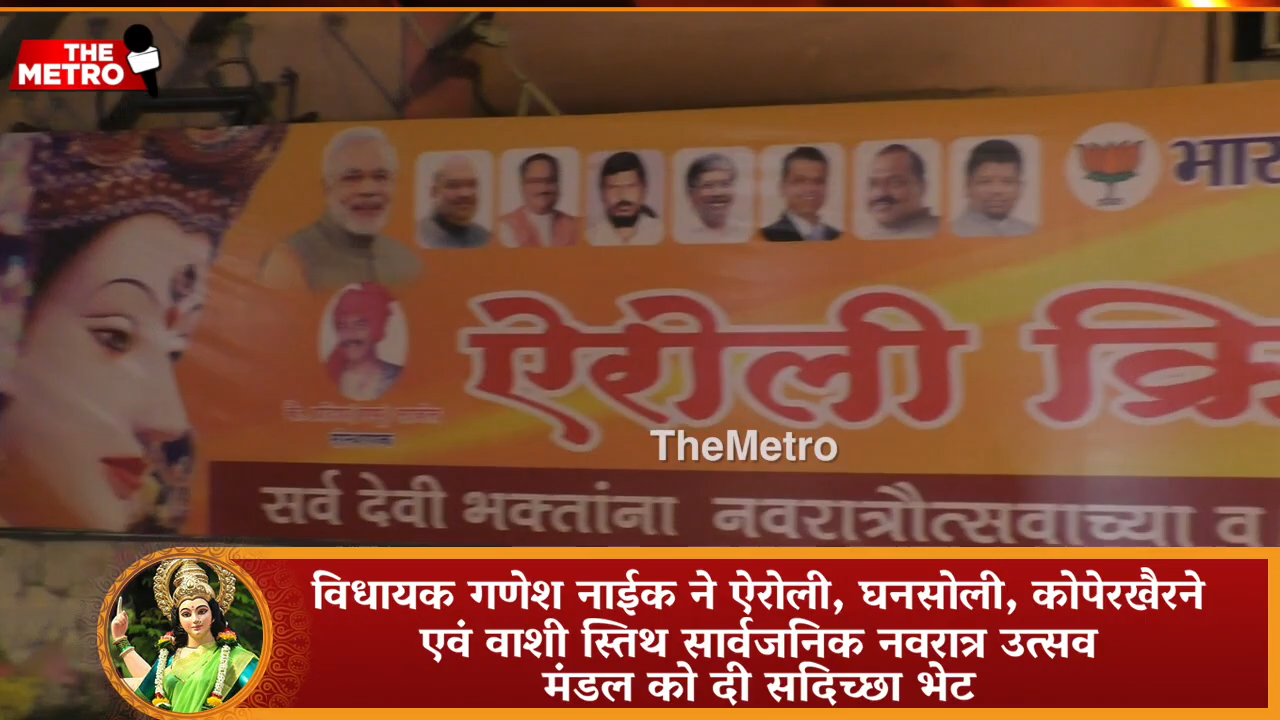 THE
METRO
भार
ऐरोली क्रि
TheMetro
सर्व देवी भक्तांना नवरात्रौत्सवाच्या व
विधायक गणेश नाईक ने ऐरोली, घनसोली, कोपेरखैरने
एवं वाशी स्तिथ सार्वजनिक नवरात्र उत्सव
मंडल को दी सदिच्छा भेट